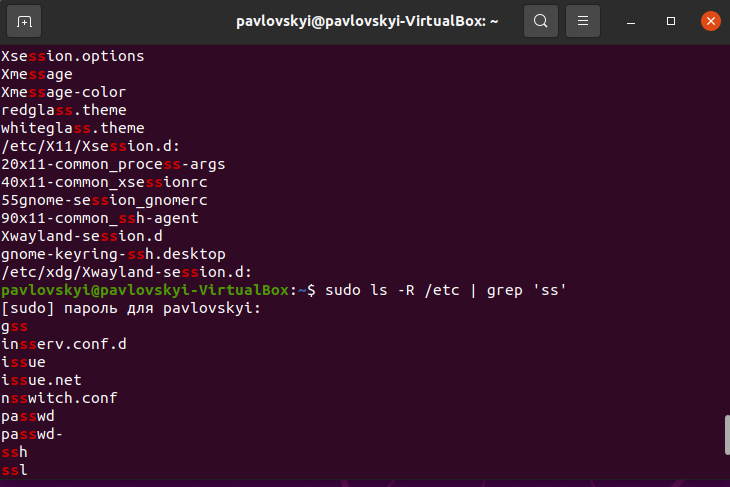 pavlovskyi@pavlovskyi-VirtualBox: ~
Xsession.options
Xmessage
Xmessage-color
redglass.theme
whiteglass.theme
/etc/X11/Xsession.d:
20x11-common_process-args
40x11-common_xsessionrc
55gnome-session_gnomerc
90x11-common_ssh-agent
Xwayland-session.d
gnome-keyring-ssh.desktop
/etc/xdg/Xwayland-session.d:
pavlovskyi@pavlovskyi-VirtualBox:~$ sudo ls -R /etc | grep 'ss'
[sudo] пароль для pavlovskyi:
gss
insserv.conf.d
issue
issue.net
nsswitch.conf
passwd
passwd-
ssh
ssl